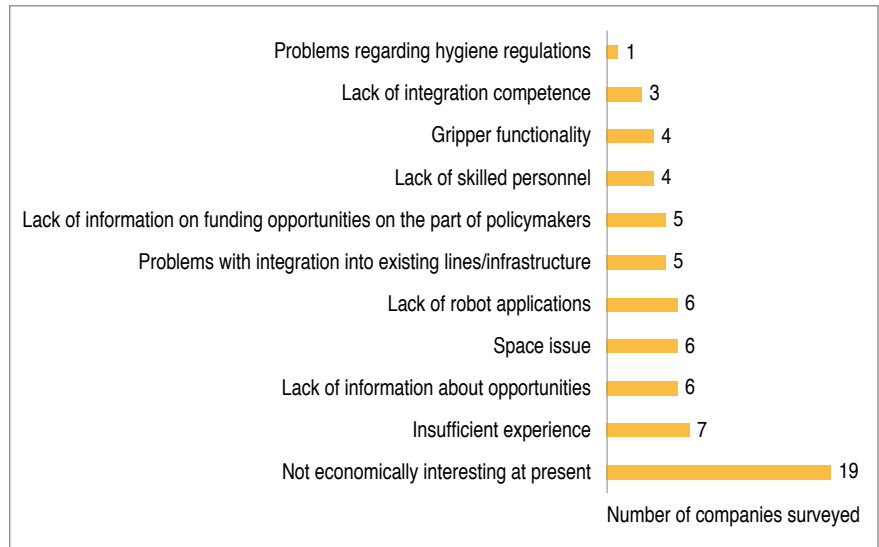 Problems regarding hygiene regulations 1
Lack of integration competence 3
Gripper functionality 4
Lack of skilled personnel 4
Lack of information on funding opportunities on the part of policymakers 5
Problems with integration into existing lines/infrastructure 5
Lack of robot applications 6
Space issue 6
Lack of information about opportunities 6
Insufficient experience 7
Not economically interesting at present 19
Number of companies surveyed